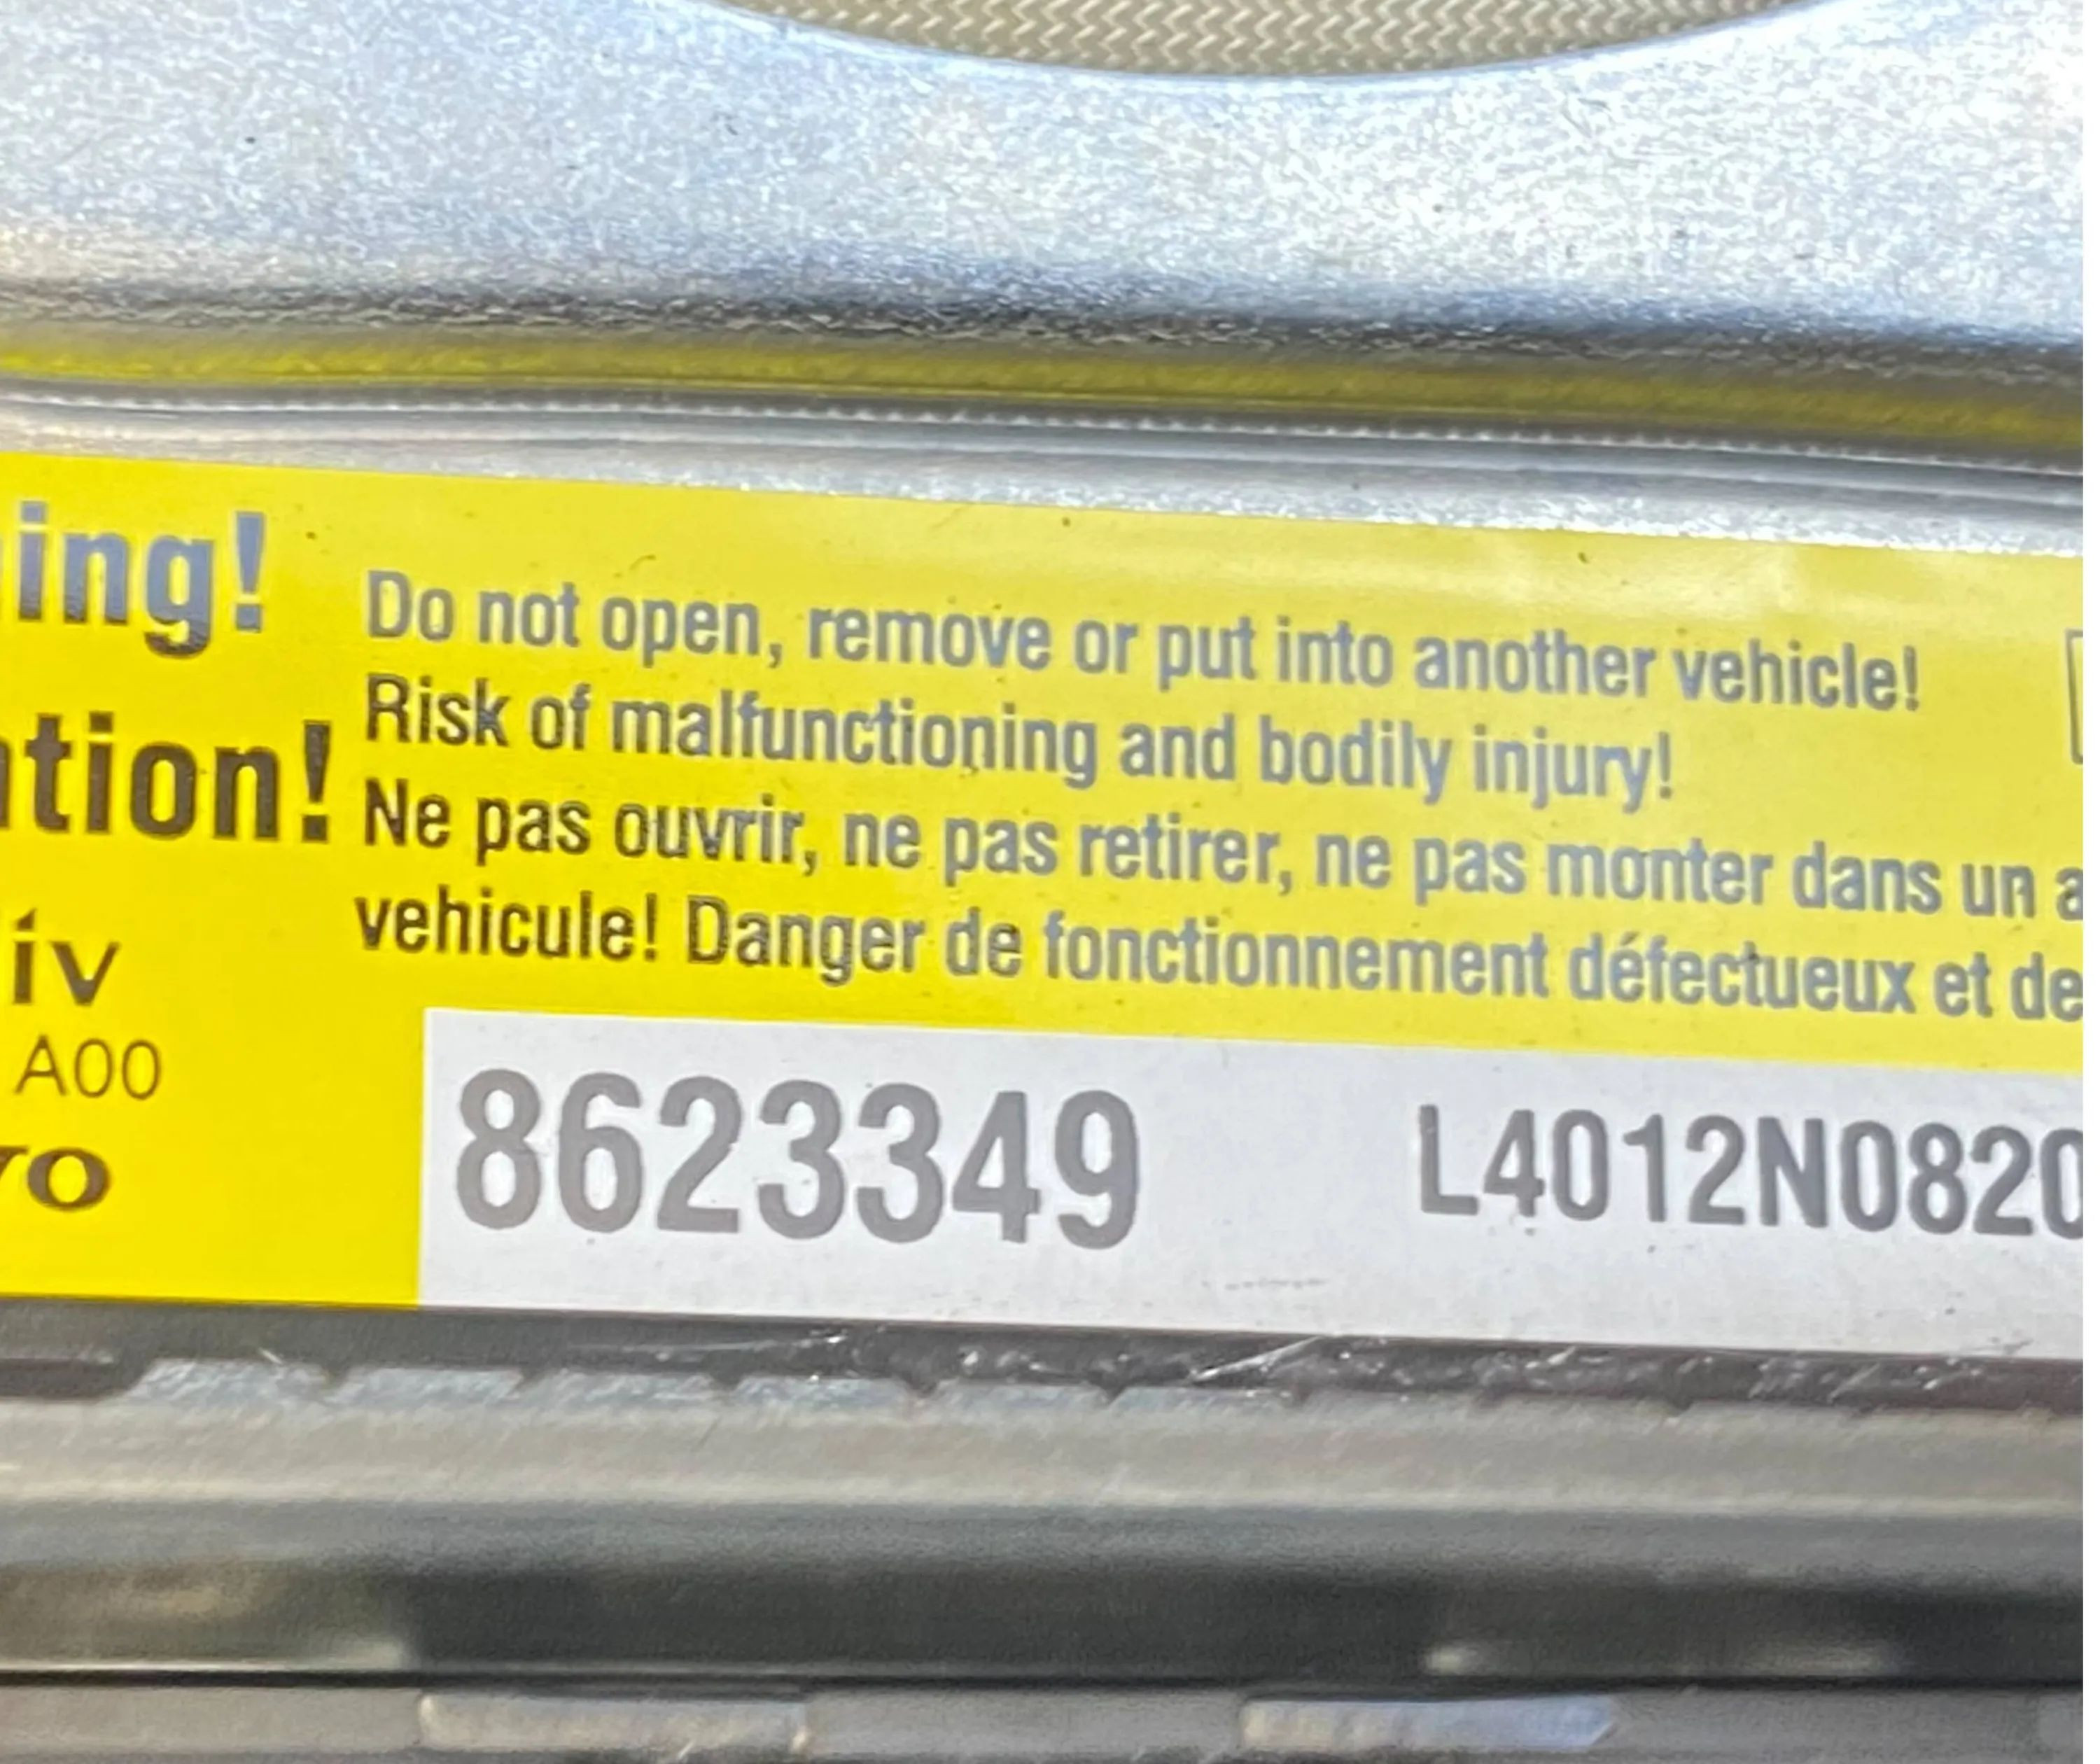 ing!
Do not open, remove or put into another vehicle!
Risk of malfunctioning and bodily injury!
tion!
Ne pas ouvrir, ne pas retirer, ne pas monter dans un a
vehicule! Danger de fonctionnement défectueux et de
iv
A00
vo
8623349
L4012N0820